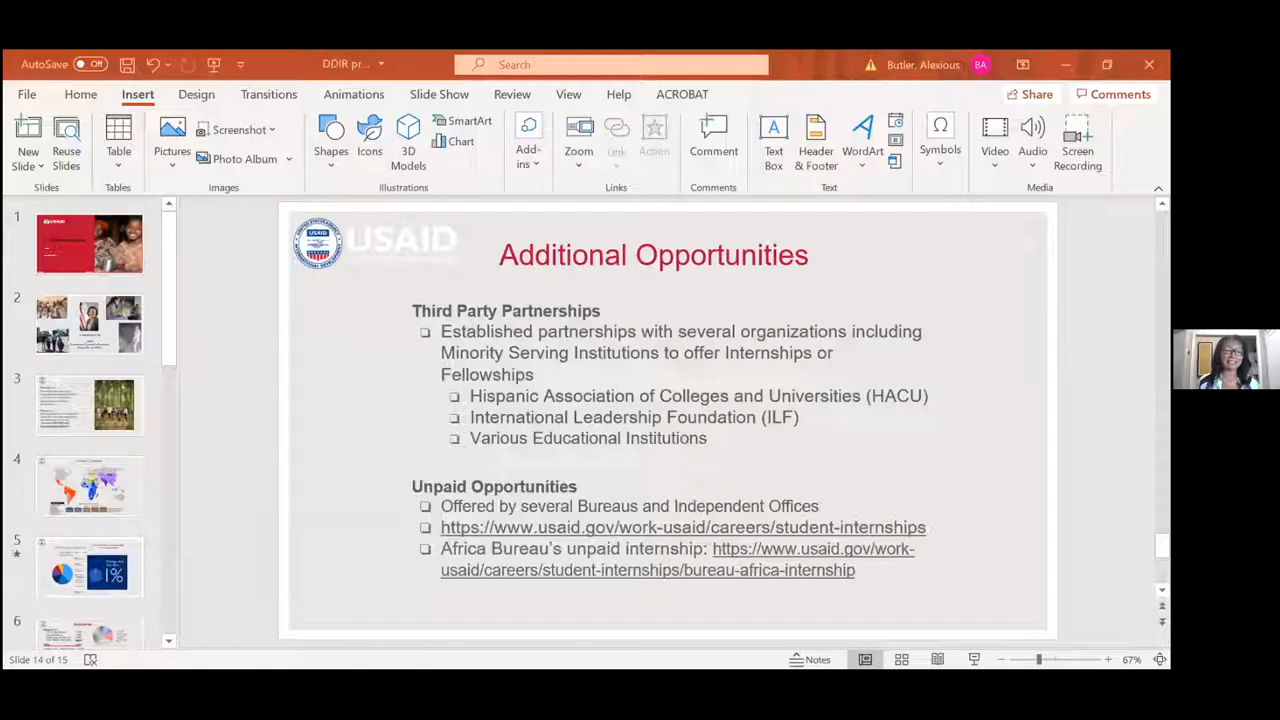 AutoSave Off DDIR pr... Search Butler, Alexious BA
File Home Insert Design Transitions Animations Slide Show Review View Help ACROBAT Share Comments
New Slide Reuse Slides Table Pictures Screenshot Photo Album Shapes Icons 3D Models SmartArt Chart Add-ins Zoom Link Action Comment Text Box Header & Footer WordArt Symbols Video Audio Screen Recording
Slides Tables Images Illustrations Links Comments Text Media
1
2
3
4
5
6
USAID
Additional Opportunities
Third Party Partnerships
Established partnerships with several organizations including
Minority Serving Institutions to offer Internships or
Fellowships
Hispanic Association of Colleges and Universities (HACU)
International Leadership Foundation (ILF)
Various Educational Institutions
Unpaid Opportunities
Offered by several Bureaus and Independent Offices
https://www.usaid.gov/work-usaid/careers/student-internships
Africa Bureau's unpaid internship: https://www.usaid.gov/work-
usaid/careers/student-internships/bureau-africa-internship
Slide 14 of 15 Notes 67%